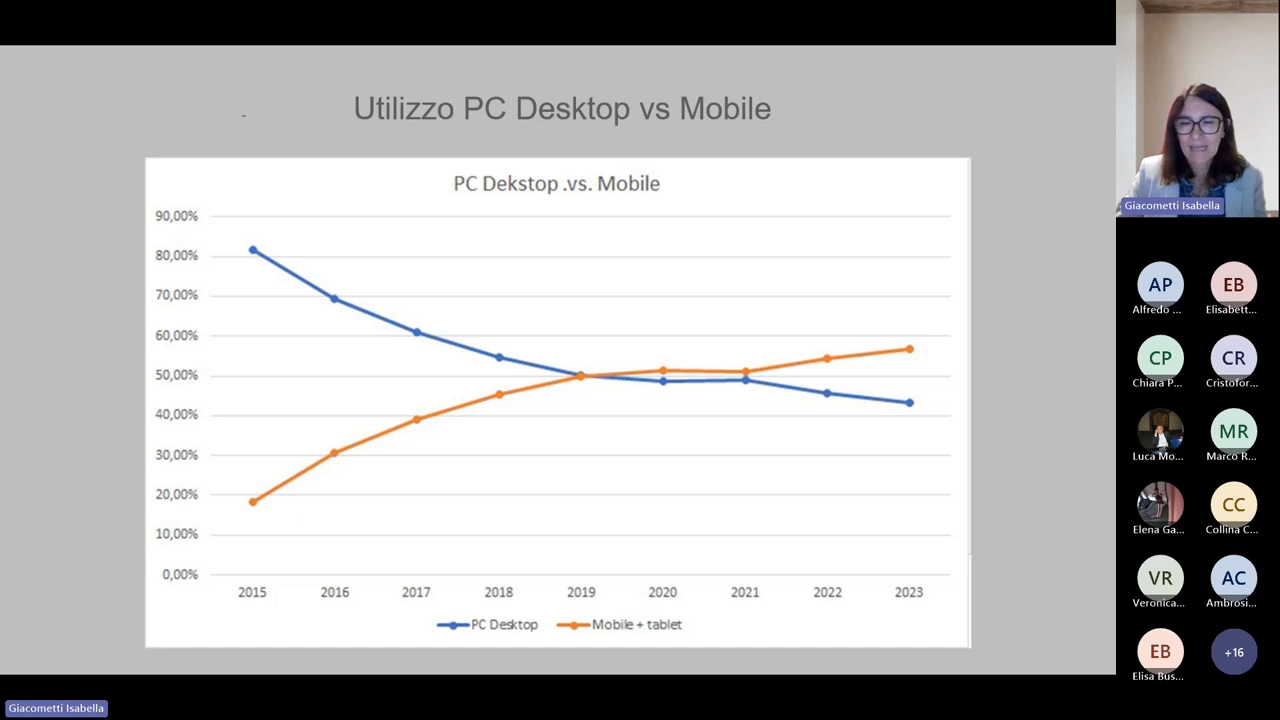 Utilizzo PC Desktop vs Mobile
PC Dekstop .vs. Mobile
90,00%
80,00%
70,00%
60,00%
50,00%
40,00%
30,00%
20,00%
10,00%
0,00%
2015 2016 2017 2018 2019 2020 2021 2022 2023
PC Desktop Mobile + tablet
Giacometti Isabella
AP EB
Alfredo ... Elisabett...
CP CR
Chiara P... Cristofor...
MR
Luca Mo... Marco R...
CC
Elena Ga... Collina C...
VR AC
Veronica... Ambrosi...
EB +16
Elisa Bus...
Giacometti Isabella